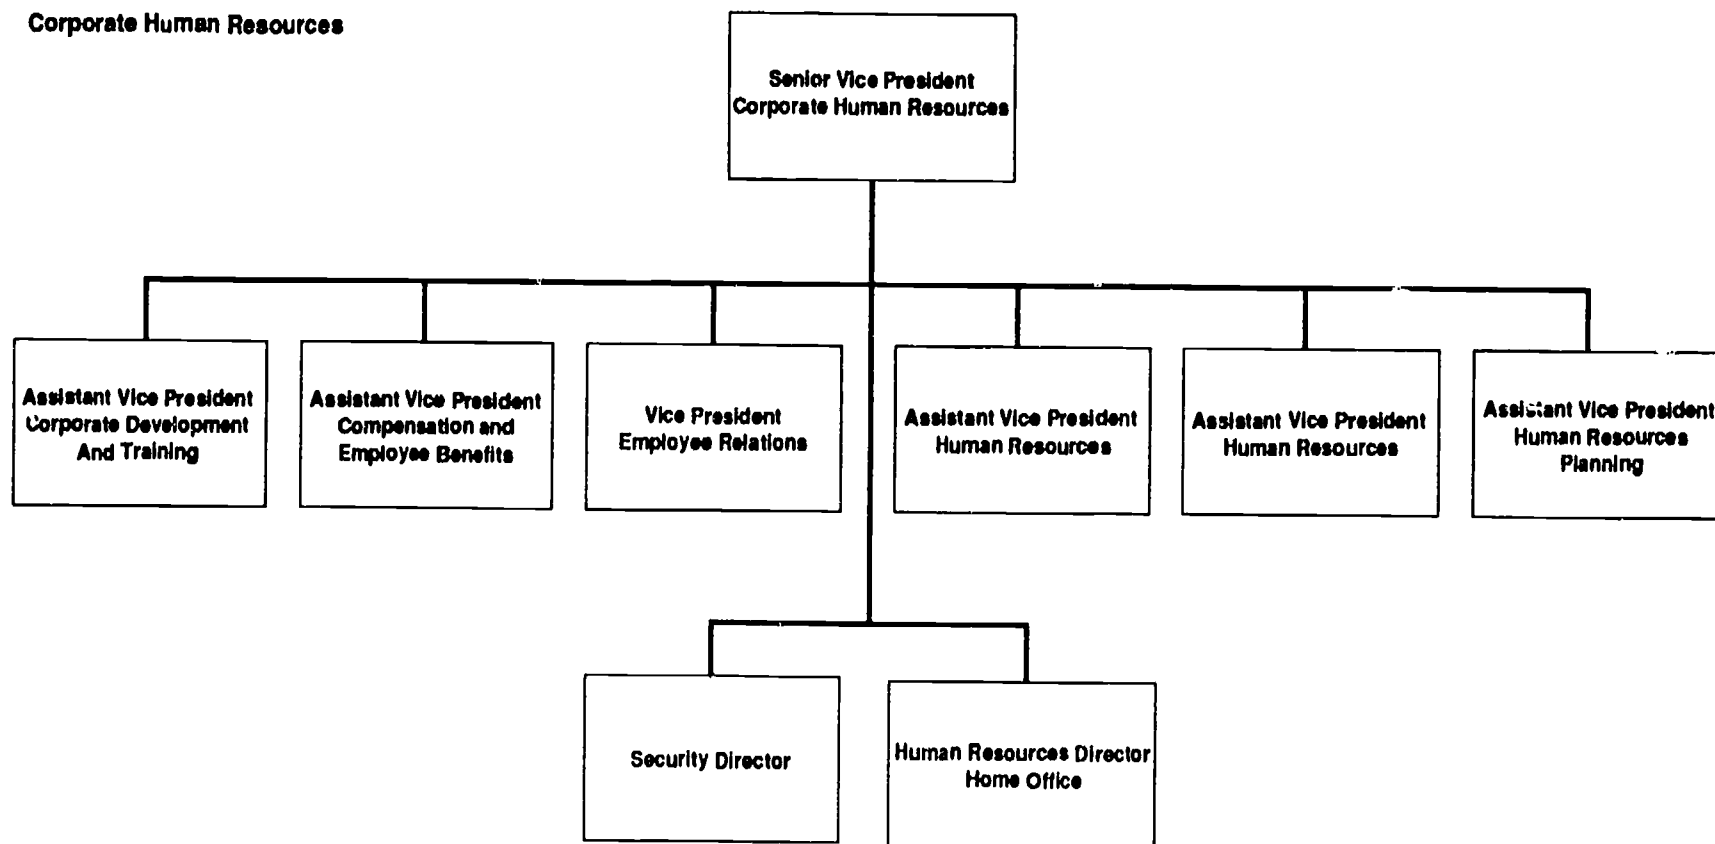 Corporate Human Resources
Senior Vice President
Corporate Human Resources
Assistant Vice President
Corporate Development
And Training
Assistant Vice President
Compensation and
Employee Benefits
Vice President
Employee Relations
Assistant Vice President
Human Resources
Assistant Vice President
Human Resources
Assistant Vice President
Human Resources
Planning
Security Director
Human Resources Director
Home Office